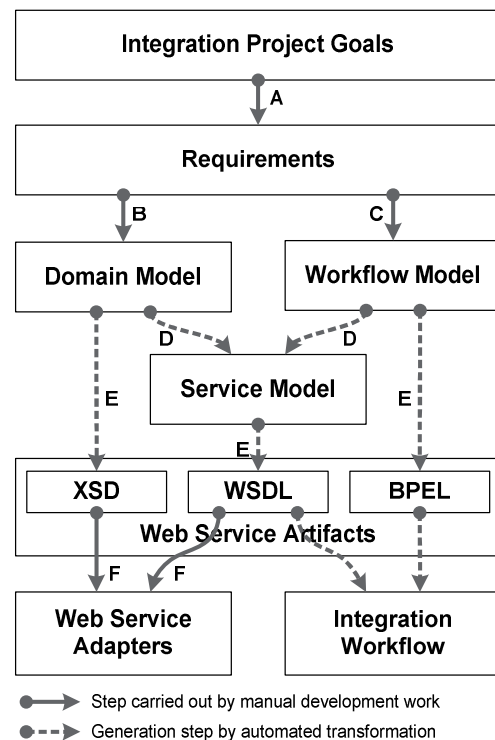 Integration Project Goals
A
Requirements
B
C
Domain Model
Workflow Model
D
D
Service Model
E
E
E
XSD
WSDL
BPEL
Web Service Artifacts
F
F
Web Service
Adapters
Integration
Workflow
Step carried out by manual development work
Generation step by automated transformation